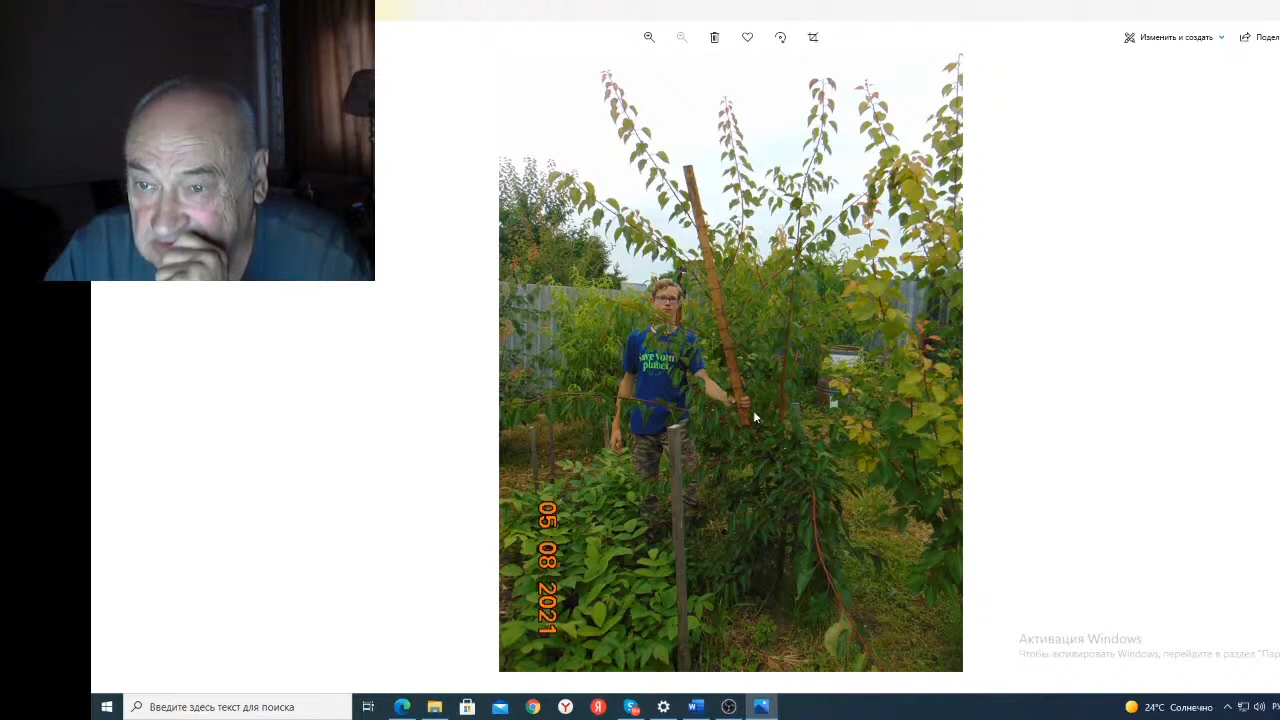 Изменить и создать
Подел
Save your
planet
05 08 2021
Активация Windows
Чтобы активировать Windows, перейдите в раздел "Пар
Введите здесь текст для поиска
24°C Солнечно